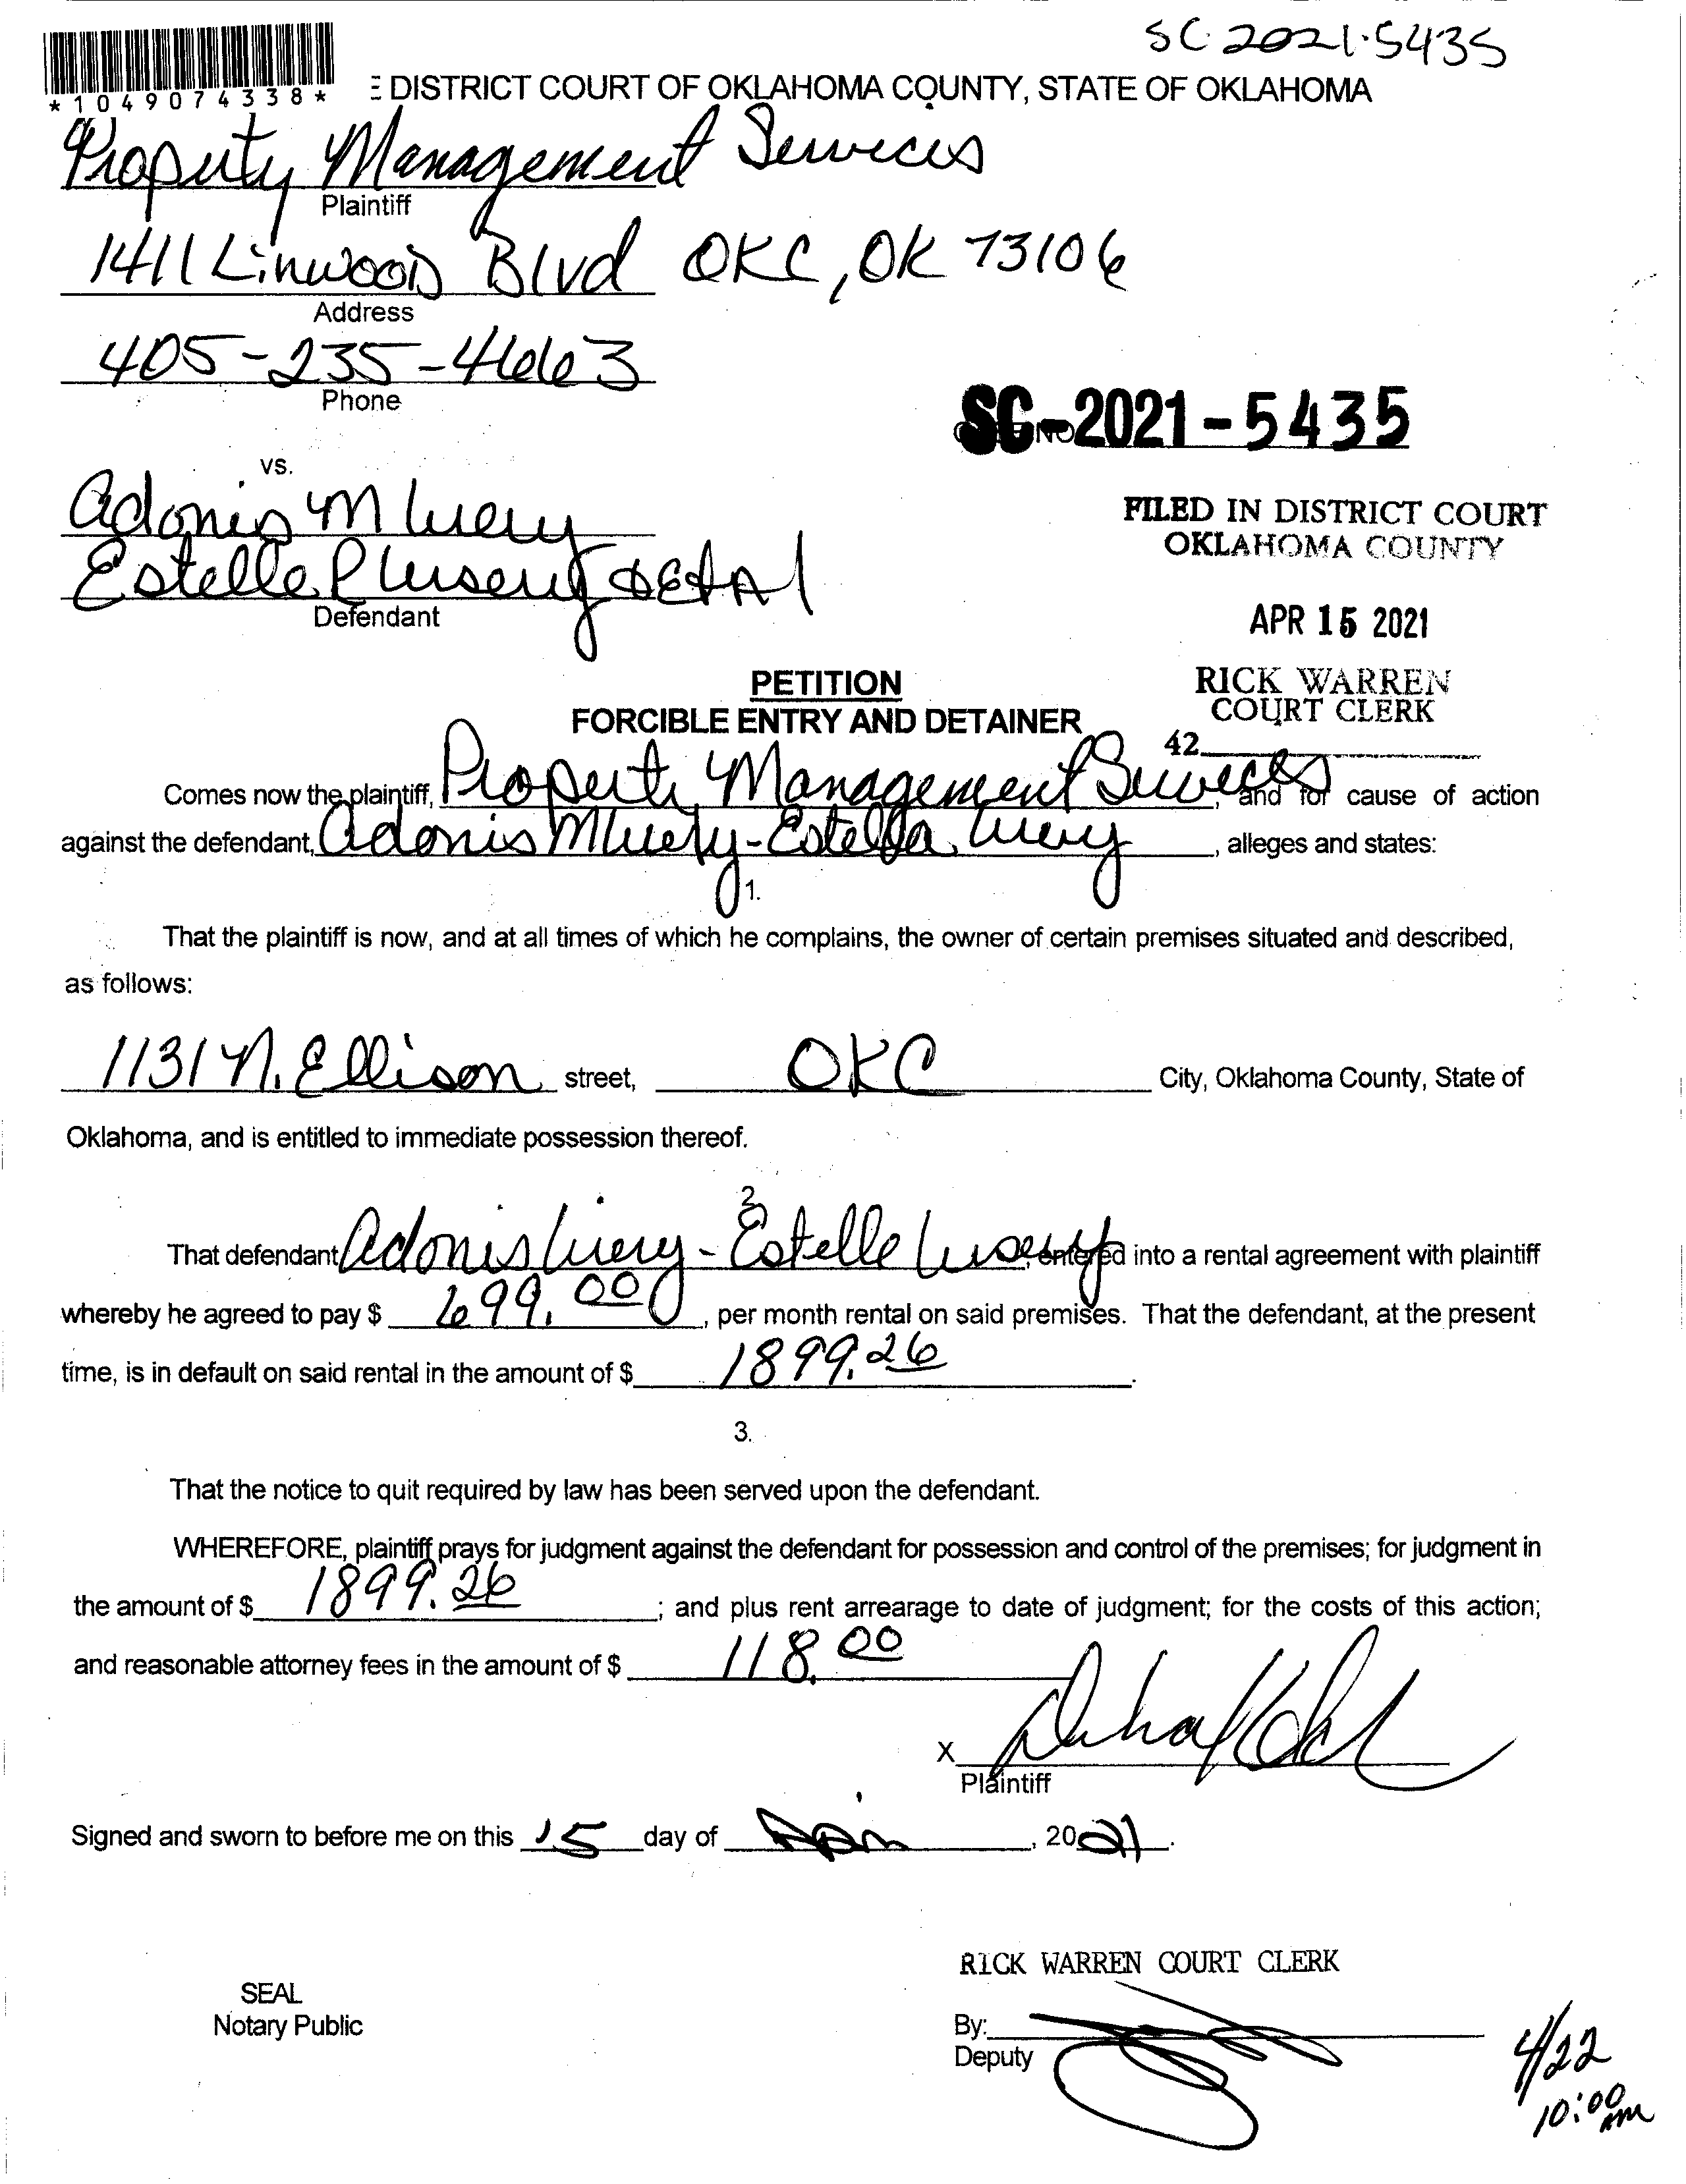 SC 2021-5435
*1049074338*
E DISTRICT COURT OF OKLAHOMA COUNTY, STATE OF OKLAHOMA
Property Management Services
Plaintiff
1411 Linwood Blvd OKC, OK 73106
Address
405-235-4663
Phone
SC-2021-5435
vs.
Adonis M
Estelle P & Et Al
Defendant
FILED IN DISTRICT COURT
OKLAHOMA COUNTY
APR 15 2021
RICK WARREN
COURT CLERK
42
PETITION
FORCIBLE ENTRY AND DETAINER
Comes now the plaintiff, Property Management Services, and for cause of action
against the defendant, Adonis M - Estella, alleges and states:
1.
That the plaintiff is now, and at all times of which he complains, the owner of certain premises situated and described,
as follows:
1131 N. Ellison street, OKC City, Oklahoma County, State of
Oklahoma, and is entitled to immediate possession thereof.
2.
That defendant Adonis - Estelle, entered into a rental agreement with plaintiff
whereby he agreed to pay $ 699.00, per month rental on said premises. That the defendant, at the present
time, is in default on said rental in the amount of $ 1899.26.
3.
That the notice to quit required by law has been served upon the defendant.
WHEREFORE, plaintiff prays for judgment against the defendant for possession and control of the premises; for judgment in
the amount of $ 1899.26; and plus rent arrearage to date of judgment; for the costs of this action;
and reasonable attorney fees in the amount of $ 118.00
X
Plaintiff
Signed and sworn to before me on this 15 day of, 2021.
RICK WARREN COURT CLERK
SEAL
Notary Public
By:
Deputy
4/22
10:00 AM